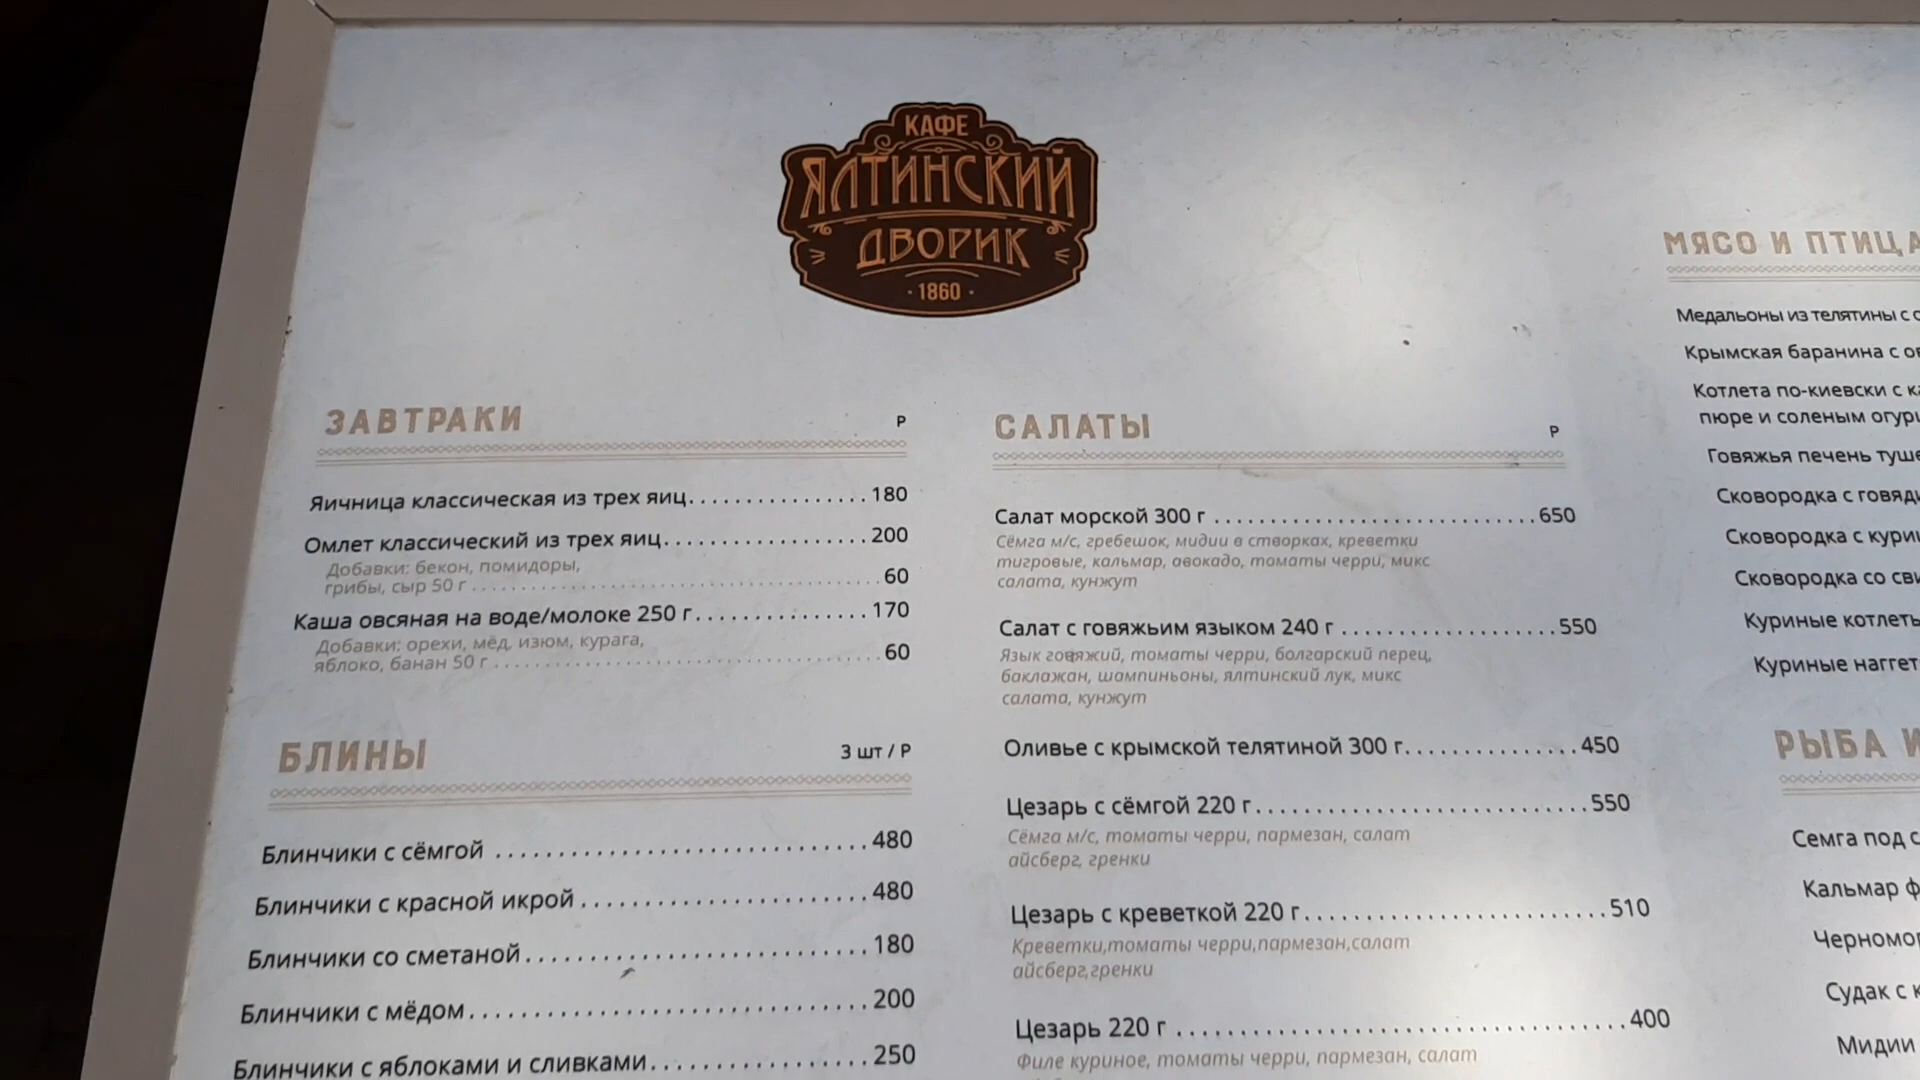 КАФЕ
ЯЛТИНСКИЙ
ДВОРИК
· 1860 ·
ЗАВТРАКИ Р
Яичница классическая из трех яиц................180
Омлет классический из трех яиц..................200
Добавки: бекон, помидоры,
грибы, сыр 50 г ........................................60
Каша овсяная на воде/молоке 250 г...............170
Добавки: орехи, мёд, изюм, курага,
яблоко, банан 50 г ......................................60
БЛИНЫ 3 шт / Р
Блинчики с сёмгой ................................480
Блинчики с красной икрой .........................480
Блинчики со сметаной..............................180
Блинчики с мёдом..................................200
Блинчики с яблоками и сливками...................250
САЛАТЫ Р
Салат морской 300 г ..............................650
Сёмга м/с, гребешок, мидии в створках, креветки
тигровые, кальмар, авокадо, томаты черри, микс
салата, кунжут
Салат с говяжьим языком 240 г ...................550
Язык говяжий, томаты черри, болгарский перец,
баклажан, шампиньоны, ялтинский лук, микс
салата, кунжут
Оливье с крымской телятиной 300 г...............450
Цезарь с сёмгой 220 г.............................550
Сёмга м/с, томаты черри, пармезан, салат
айсберг, гренки
Цезарь с креветкой 220 г..........................510
Креветки,томаты черри,пармезан,салат
айсберг,гренки
Цезарь 220 г .....................................400
Филе куриное, томаты черри, пармезан, салат
МЯСО И ПТИЦА
Медальоны из телятины с
Крымская баранина с
Котлета по-киевски с
пюре и соленым
Говяжья печень
Сковородка с
Сковородка с
Сковородка со
Куриные котлеты
Куриные
РЫБА
Семга под
Кальмар
Судак с
Мидии